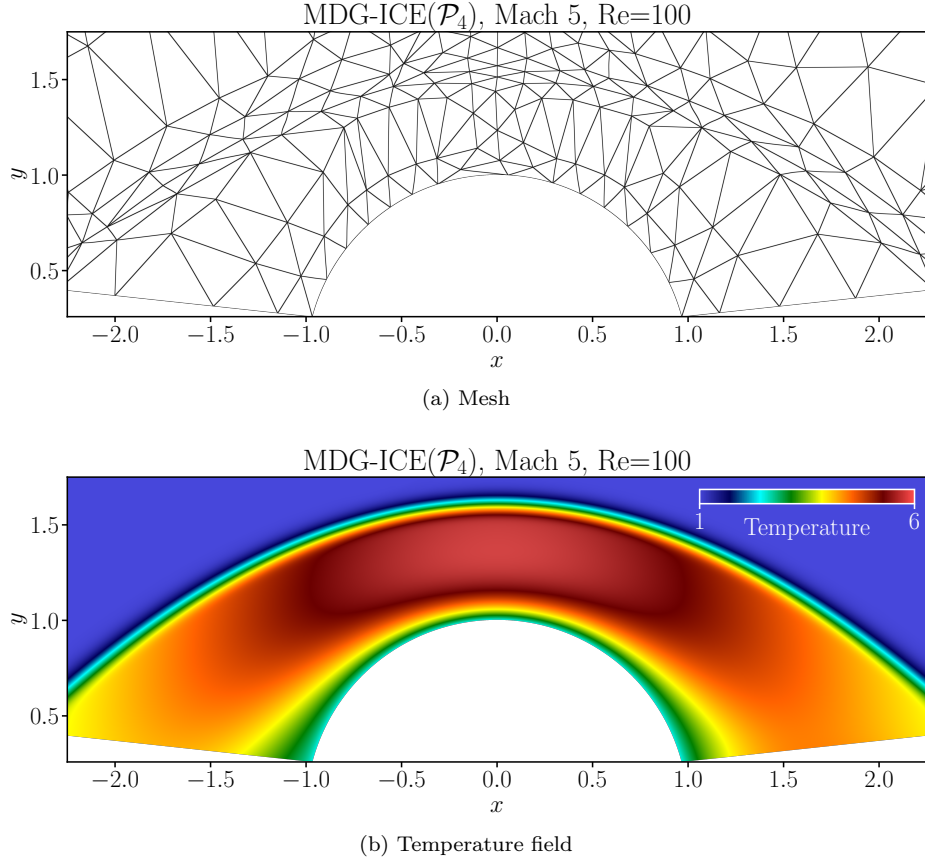 MDG-ICE(𝒫₄), Mach 5, Re=100
1.5
1.0
0.5
y
−2.0 −1.5 −1.0 −0.5 0.0 0.5 1.0 1.5 2.0
x
(a) Mesh
MDG-ICE(𝒫₄), Mach 5, Re=100
1 6
Temperature
1.5
1.0
0.5
y
−2.0 −1.5 −1.0 −0.5 0.0 0.5 1.0 1.5 2.0
x
(b) Temperature field